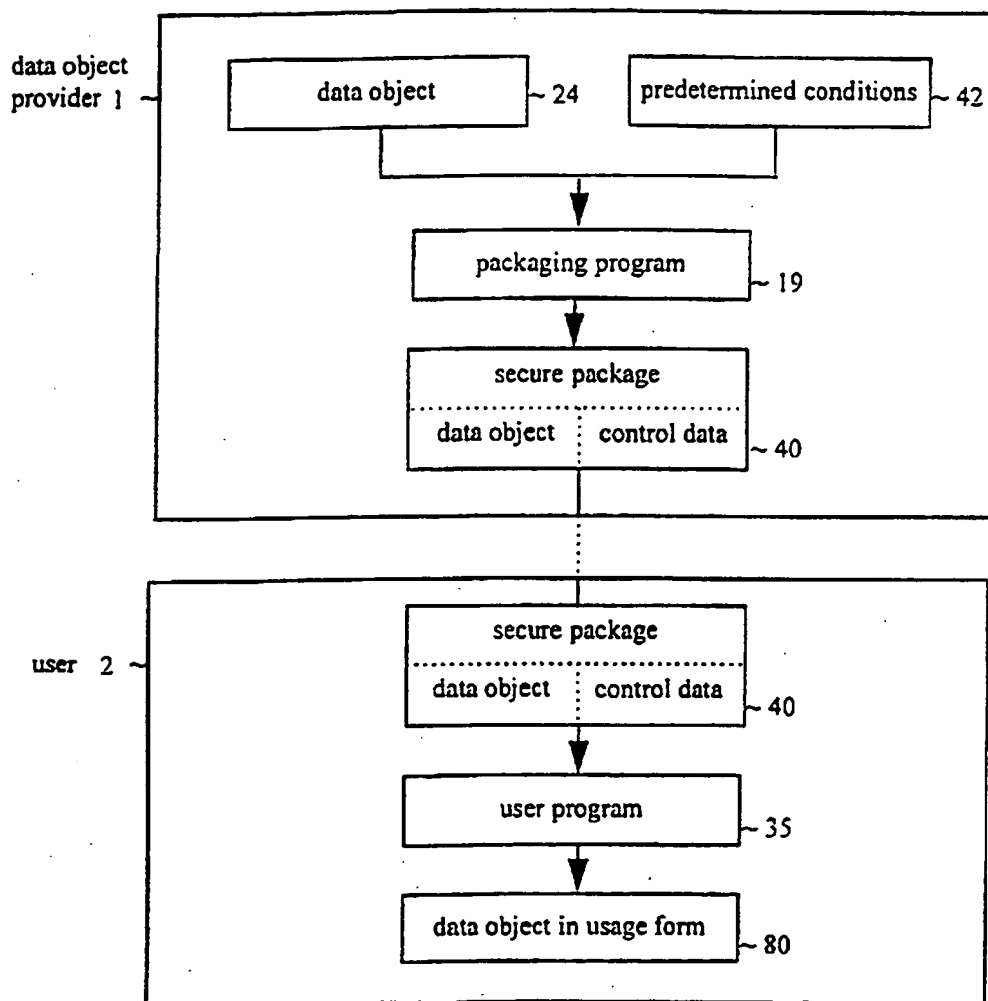 data object
provider 1
data object
24
predetermined conditions
42
packaging program
19
secure package
data object
control data
40
user 2
secure package
data object
control data
40
user program
35
data object in usage form
80